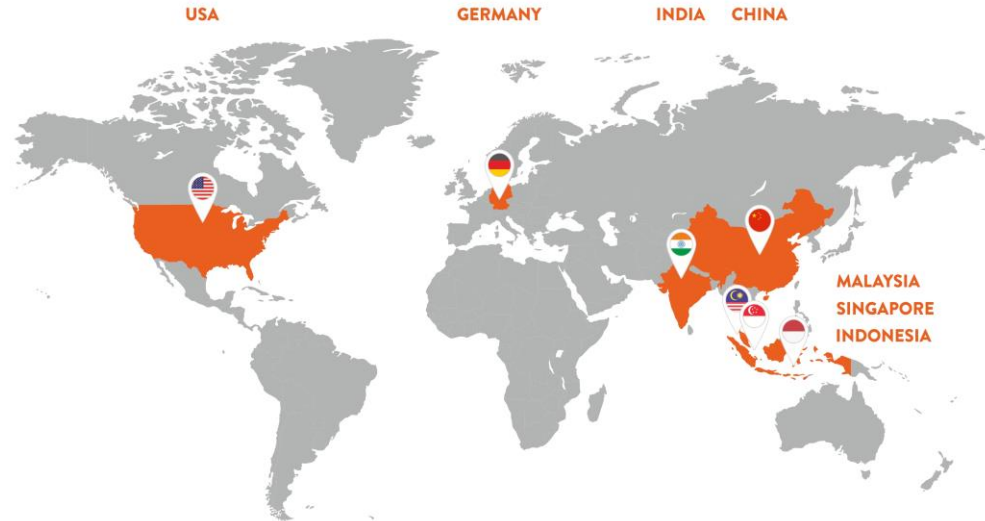 USA
GERMANY
INDIA
CHINA
MALAYSIA
SINGAPORE
INDONESIA